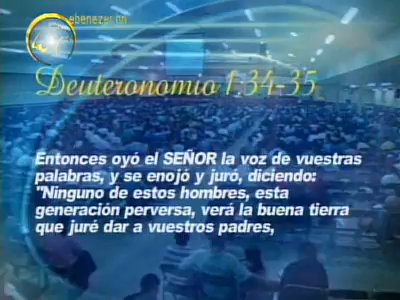 ebenezer.hn
Deuteronomio 1:34-35
Entonces oyó el SEÑOR la voz de vuestras
palabras, y se enojó y juró, diciendo:
"Ninguno de estos hombres, esta
generación perversa, verá la buena tierra
que juré dar a vuestros padres,